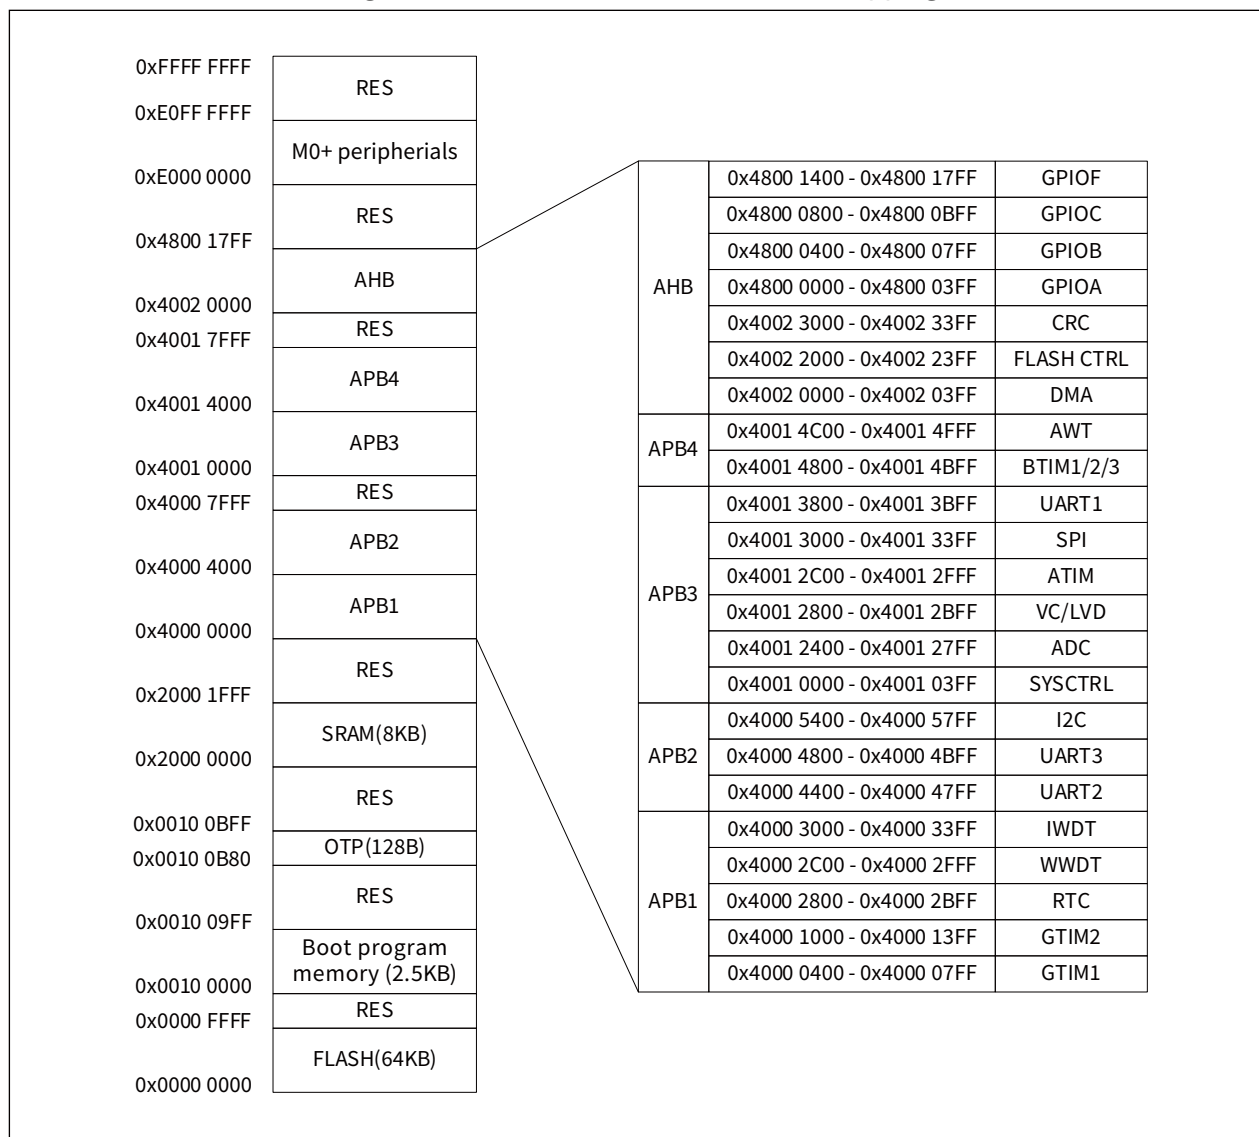 0xFFFF FFFF
RES
0xE0FF FFFF
M0+ peripherials
0xE000 0000
RES
0x4800 17FF
AHB
0x4002 0000
RES
0x4001 7FFF
APB4
0x4001 4000
APB3
0x4001 0000
RES
0x4000 7FFF
APB2
0x4000 4000
APB1
0x4000 0000
RES
0x2000 1FFF
SRAM(8KB)
0x2000 0000
RES
0x0010 0BFF
OTP(128B)
0x0010 0B80
RES
0x0010 09FF
Boot program
memory (2.5KB)
0x0010 0000
RES
0x0000 FFFF
FLASH(64KB)
0x0000 0000
AHB
0x4800 1400 - 0x4800 17FF GPIOF
0x4800 0800 - 0x4800 0BFF GPIOC
0x4800 0400 - 0x4800 07FF GPIOB
0x4800 0000 - 0x4800 03FF GPIOA
0x4002 3000 - 0x4002 33FF CRC
0x4002 2000 - 0x4002 23FF FLASH CTRL
0x4002 0000 - 0x4002 03FF DMA
APB4
0x4001 4C00 - 0x4001 4FFF AWT
0x4001 4800 - 0x4001 4BFF BTIM1/2/3
APB3
0x4001 3800 - 0x4001 3BFF UART1
0x4001 3000 - 0x4001 33FF SPI
0x4001 2C00 - 0x4001 2FFF ATIM
0x4001 2800 - 0x4001 2BFF VC/LVD
0x4001 2400 - 0x4001 27FF ADC
0x4001 0000 - 0x4001 03FF SYSCTRL
APB2
0x4000 5400 - 0x4000 57FF I2C
0x4000 4800 - 0x4000 4BFF UART3
0x4000 4400 - 0x4000 47FF UART2
APB1
0x4000 3000 - 0x4000 33FF IWDT
0x4000 2C00 - 0x4000 2FFF WWDT
0x4000 2800 - 0x4000 2BFF RTC
0x4000 1000 - 0x4000 13FF GTIM2
0x4000 0400 - 0x4000 07FF GTIM1